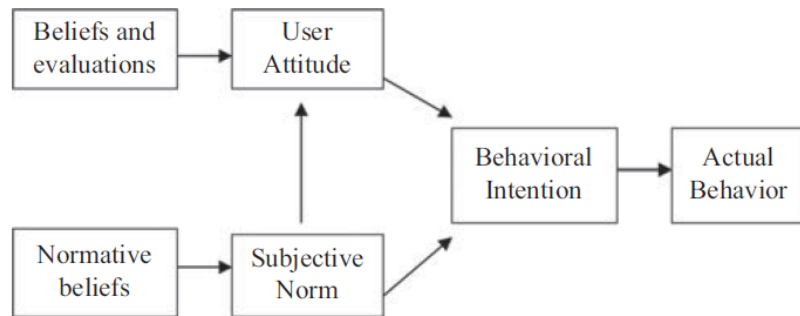 Beliefs and
evaluations
User
Attitude
Behavioral
Intention
Actual
Behavior
Normative
beliefs
Subjective
Norm